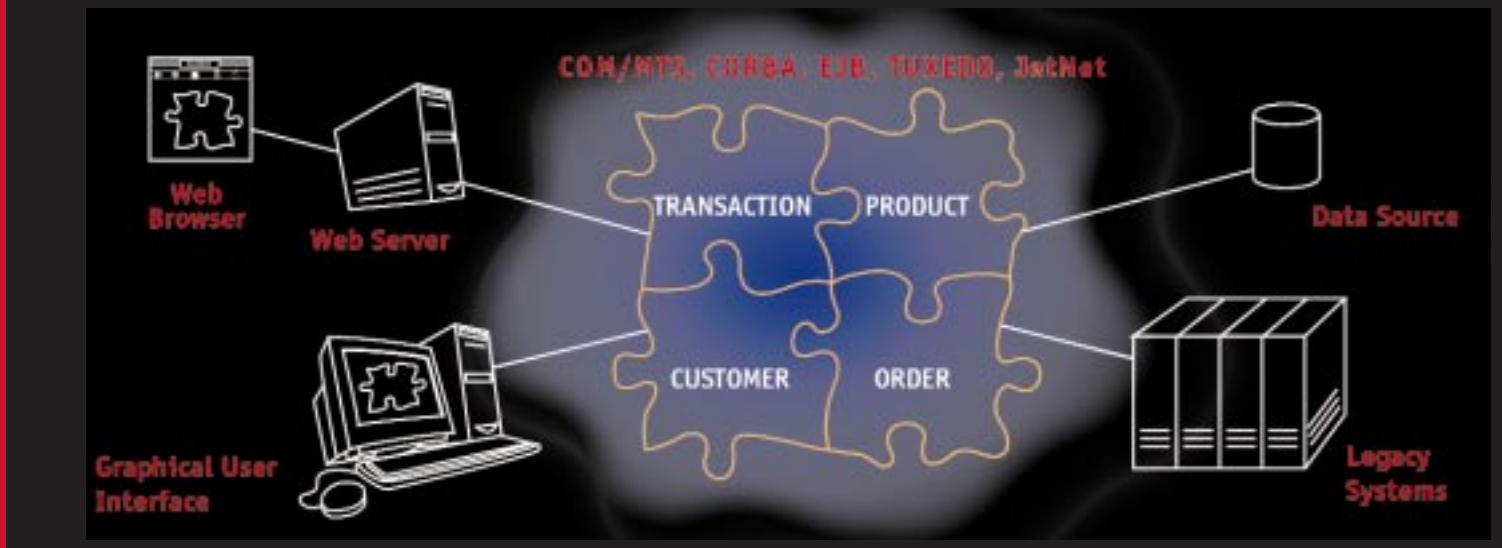 COM/MTS, CORBA, EJB, TUXEDO, JetNet
Web
Browser
Web Server
TRANSACTION
PRODUCT
Data Source
CUSTOMER
ORDER
Graphical User
Interface
Legacy
Systems